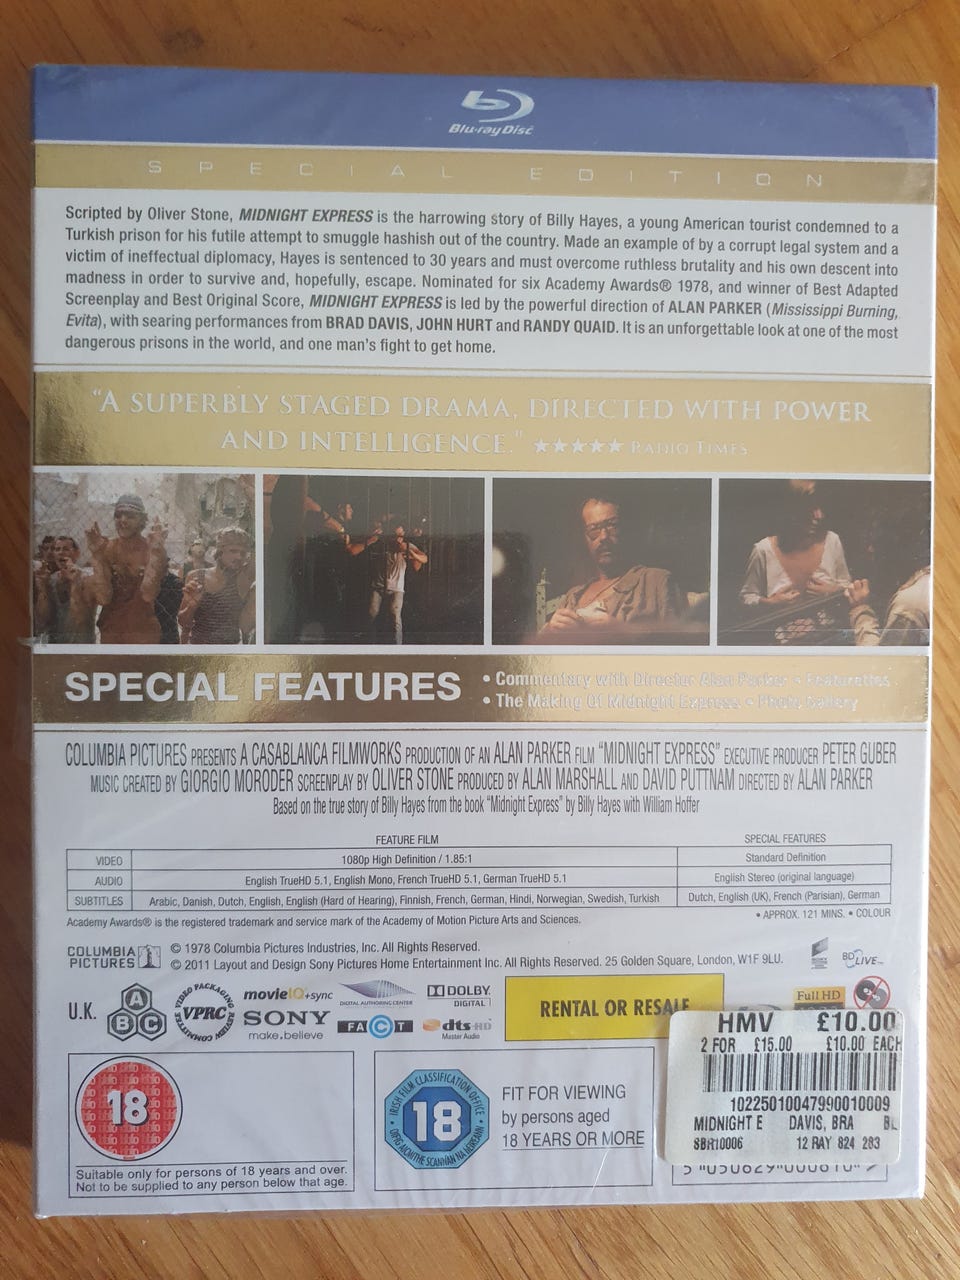 Blu-ray Disc
SPECIAL EDITION
Scripted by Oliver Stone, MIDNIGHT EXPRESS is the harrowing story of Billy Hayes, a young American tourist condemned to a
Turkish prison for his futile attempt to smuggle hashish out of the country. Made an example of by a corrupt legal system and a
victim of ineffectual diplomacy, Hayes is sentenced to 30 years and must overcome ruthless brutality and his own descent into
madness in order to survive and, hopefully, escape. Nominated for six Academy Awards® 1978, and winner of Best Adapted
Screenplay and Best Original Score, MIDNIGHT EXPRESS is led by the powerful direction of ALAN PARKER (Mississippi Burning,
Evita), with searing performances from BRAD DAVIS, JOHN HURT and RANDY QUAID. It is an unforgettable look at one of the most
dangerous prisons in the world, and one man's fight to get home.
"A SUPERBLY STAGED DRAMA, DIRECTED WITH POWER
AND INTELLIGENCE." ★★★★★ RADIO TIMES
SPECIAL FEATURES
• Commentary with Director Alan Parker • Featurettes
• The Making Of Midnight Express • Photo Gallery
COLUMBIA PICTURES PRESENTS A CASABLANCA FILMWORKS PRODUCTION OF AN ALAN PARKER FILM "MIDNIGHT EXPRESS" EXECUTIVE PRODUCER PETER GUBER
MUSIC CREATED BY GIORGIO MORODER SCREENPLAY BY OLIVER STONE PRODUCED BY ALAN MARSHALL AND DAVID PUTTNAM DIRECTED BY ALAN PARKER
Based on the true story of Billy Hayes from the book "Midnight Express" by Billy Hayes with William Hoffer
FEATURE FILM SPECIAL FEATURES
VIDEO 1080p High Definition / 1.85:1 Standard Definition
AUDIO English TrueHD 5.1, English Mono, French TrueHD 5.1, German TrueHD 5.1 English Stereo (original language)
SUBTITLES Arabic, Danish, Dutch, English, English (Hard of Hearing), Finnish, French, German, Hindi, Norwegian, Swedish, Turkish Dutch, English (UK), French (Parisian), German
Academy Awards® is the registered trademark and service mark of the Academy of Motion Picture Arts and Sciences.
• APPROX. 121 MINS. • COLOUR
COLUMBIA PICTURES
© 1978 Columbia Pictures Industries, Inc. All Rights Reserved.
© 2011 Layout and Design Sony Pictures Home Entertainment Inc. All Rights Reserved. 25 Golden Square, London, W1F 9LU.
BD LIVE™
U.K. A B C
VIDEO PACKAGING REVIEW COMMITTEE VPRC
movieIQ+sync
SONY
make.believe
DIGITAL AUTHORING CENTER
FACT
DOLBY
DIGITAL
dts-HD
Master Audio
RENTAL OR RESALE
Full HD
HMV £10.00
2 FOR £15.00 £10.00 EACH
10225010047990010009
MIDNIGHT E DAVIS, BRA BL
SBR10006 12 RAY 824 283
5 050629 000610
18
Suitable only for persons of 18 years and over.
Not to be supplied to any person below that age.
IRISH FILM CLASSIFICATION OFFICE
18
FIT FOR VIEWING
by persons aged
18 YEARS OR MORE